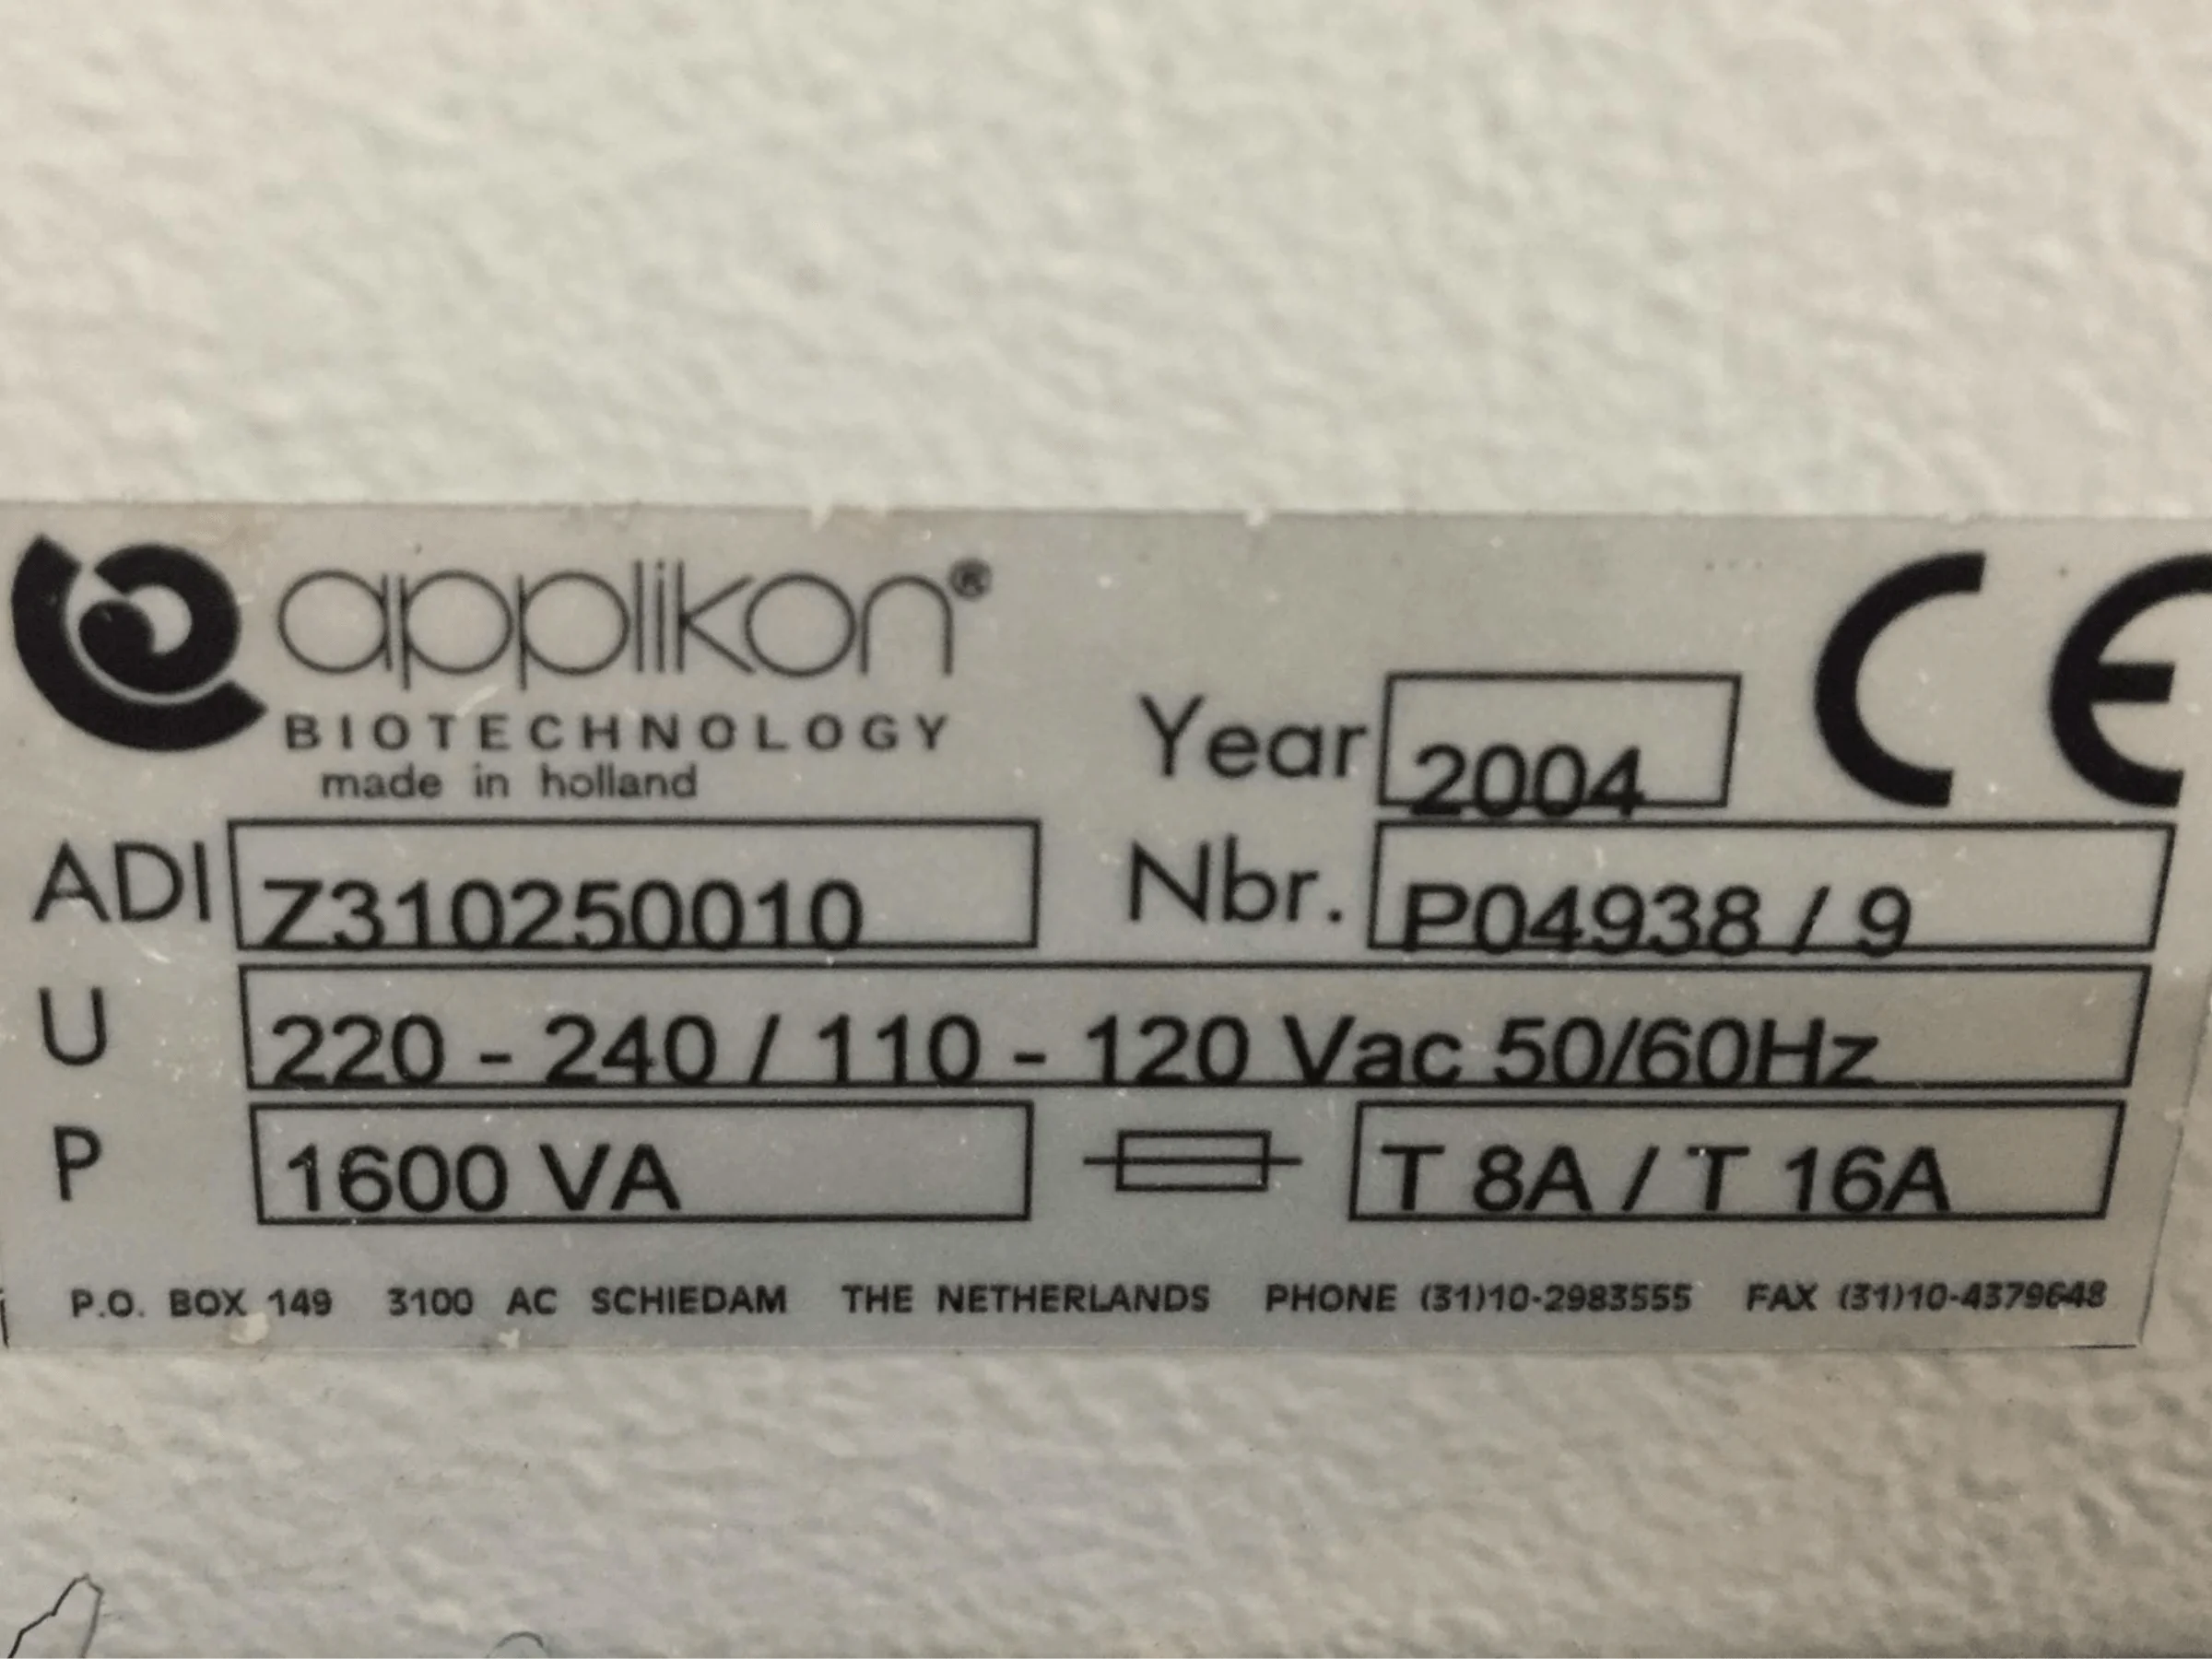 applikon®
BIOTECHNOLOGY
made in holland
Year 2004 CE
ADI Z310250010 Nbr. P04938 / 9
U 220 - 240 / 110 - 120 Vac 50/60Hz
P 1600 VA T 8A / T 16A
P.O. BOX 149 3100 AC SCHIEDAM THE NETHERLANDS PHONE (31)10-2983555 FAX (31)10-4379648